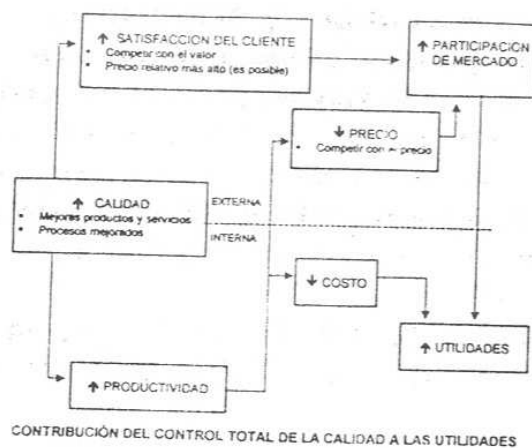 ↑ SATISFACCION DEL CLIENTE
• Competir con el valor
• Precio relativo más alto (es posible)
↑ PARTICIPACION
DE MERCADO
↓ PRECIO
• Competir con el precio
↑ CALIDAD
• Mejores productos y servicios
• Procesos mejorados
EXTERNA
INTERNA
↓ COSTO
↑ UTILIDADES
↑ PRODUCTIVIDAD
CONTRIBUCIÓN DEL CONTROL TOTAL DE LA CALIDAD A LAS UTILIDADES